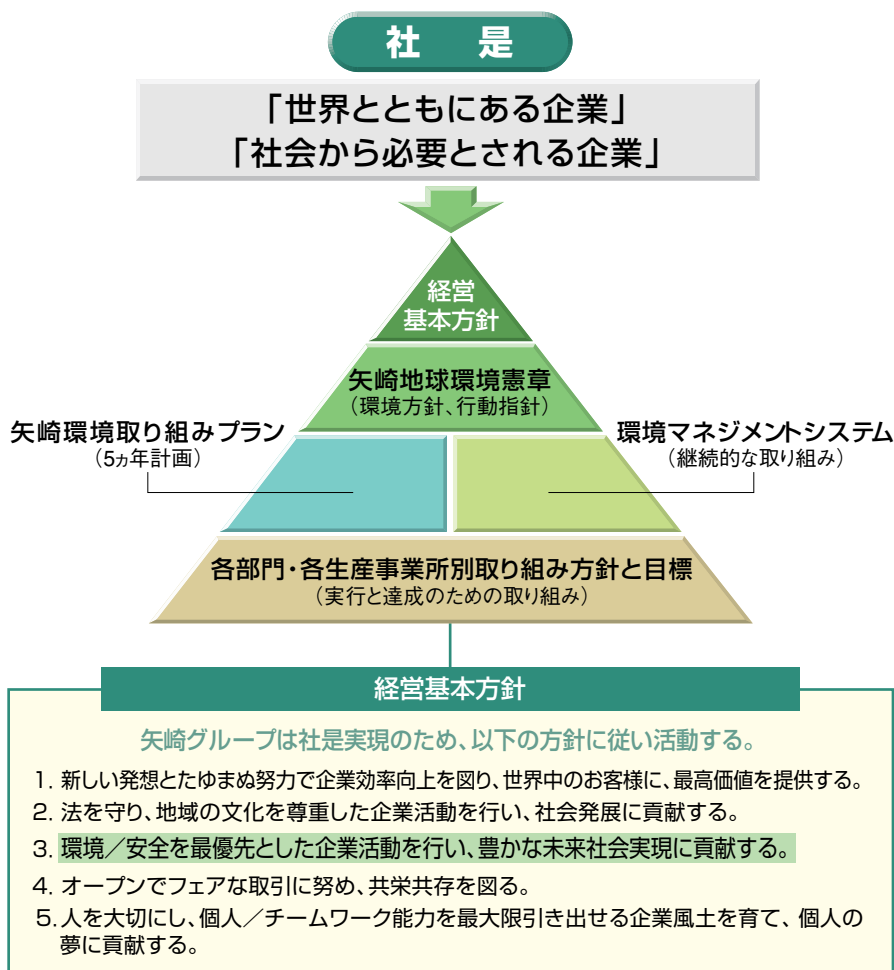 社 是
「世界とともにある企業」
「社会から必要とされる企業」
経営
基本方針
矢崎地球環境憲章
（環境方針、行動指針）
矢崎環境取り組みプラン
（5ヵ年計画）
環境マネジメントシステム
（継続的な取り組み）
各部門・各生産事業所別取り組み方針と目標
（実行と達成のための取り組み）
経営基本方針
矢崎グループは社是実現のため、以下の方針に従い活動する。
1. 新しい発想とたゆまぬ努力で企業効率向上を図り、世界中のお客様に、最高価値を提供する。
2. 法を守り、地域の文化を尊重した企業活動を行い、社会発展に貢献する。
3. 環境／安全を最優先とした企業活動を行い、豊かな未来社会実現に貢献する。
4. オープンでフェアな取引に努め、共栄共存を図る。
5. 人を大切にし、個人／チームワーク能力を最大限引き出せる企業風土を育て、個人の
夢に貢献する。